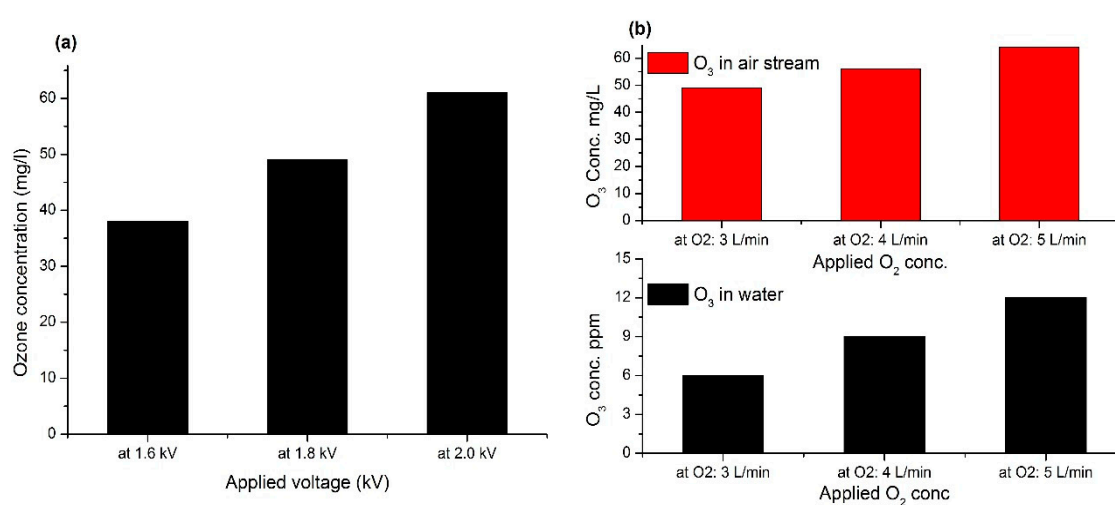 (a)
Ozone concentration (mg/l)
60
50
40
30
20
10
0
at 1.6 kV at 1.8 kV at 2.0 kV
Applied voltage (kV)
(b)
O₃ in air stream
O₃ Conc. mg/L
60
50
40
30
20
10
0
at O2: 3 L/min at O2: 4 L/min at O2: 5 L/min
Applied O₂ conc.
O₃ in water
O₃ conc. ppm
15
12
9
6
3
0
at O2: 3 L/min at O2: 4 L/min at O2: 5 L/min
Applied O₂ conc